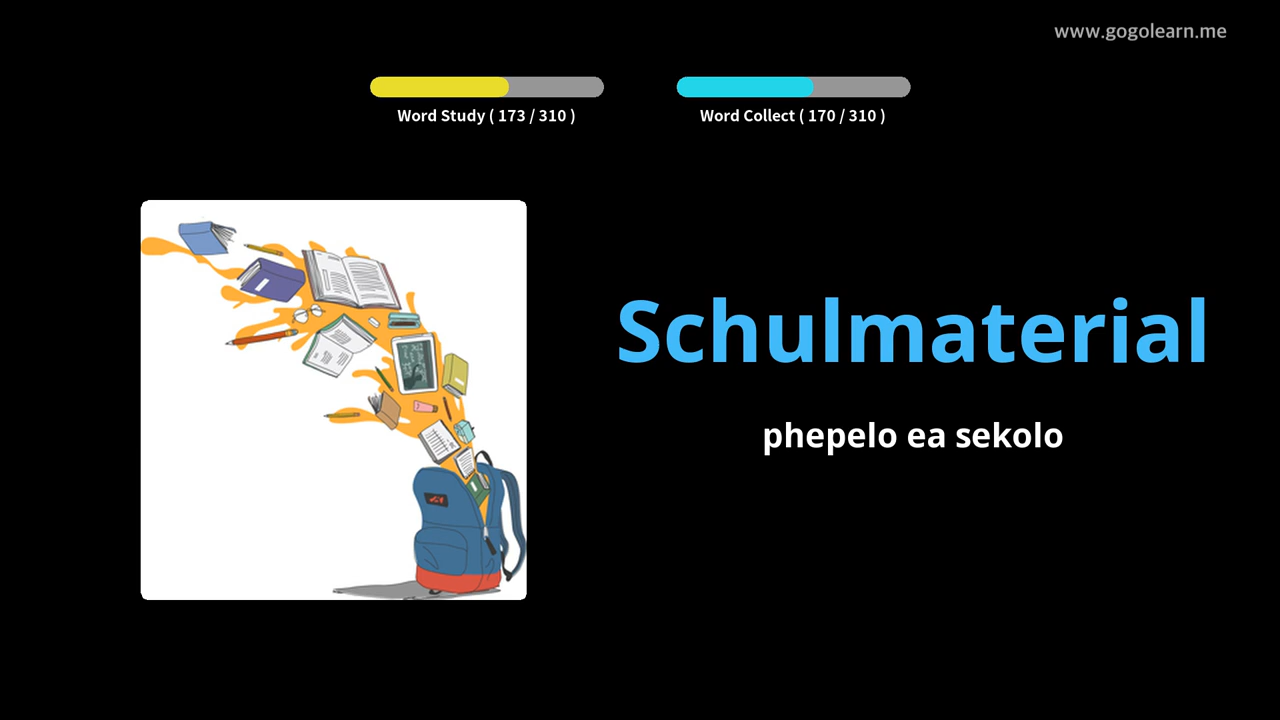 www.gogolearn.me
Word Study ( 173 / 310 )
Word Collect ( 170 / 310 )
Schulmaterial
phepelo ea sekolo